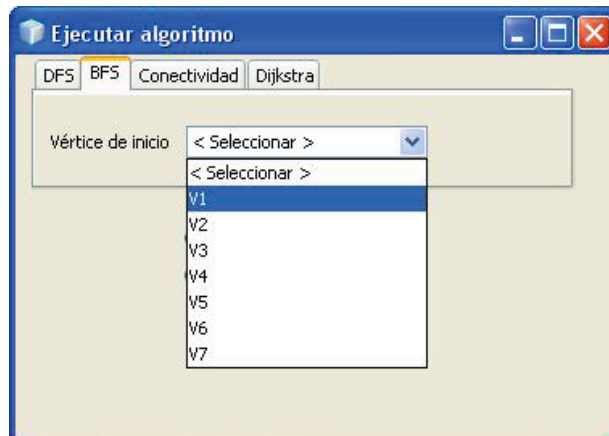 Ejecutar algoritmo
DFS BFS Conectividad Dijkstra
Vértice de inicio < Seleccionar >
< Seleccionar >
V1
V2
V3
V4
V5
V6
V7